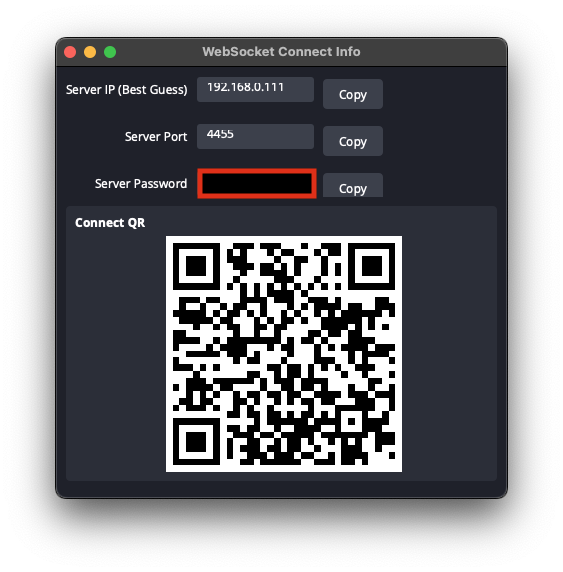 WebSocket Connect Info
Server IP (Best Guess) 192.168.0.111 Copy
Server Port 4455 Copy
Server Password Copy
Connect QR